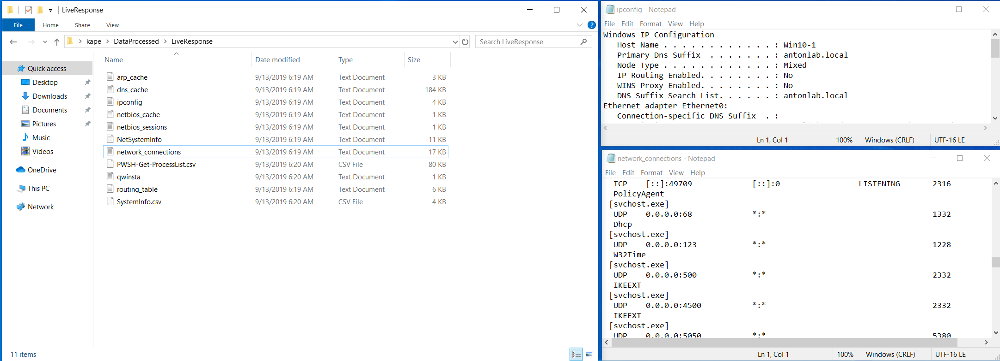 LiveResponse
File Home Share View
kape DataProcessed LiveResponse
Search LiveResponse
Name Date modified Type Size
Quick access
Desktop
Downloads
Documents
Pictures
Music
Videos
OneDrive
This PC
Network
arp_cache 9/13/2019 6:19 AM Text Document 3 KB
dns_cache 9/13/2019 6:19 AM Text Document 184 KB
ipconfig 9/13/2019 6:19 AM Text Document 4 KB
netbios_cache 9/13/2019 6:19 AM Text Document 1 KB
netbios_sessions 9/13/2019 6:19 AM Text Document 1 KB
NetSystemInfo 9/13/2019 6:19 AM Text Document 11 KB
network_connections 9/13/2019 6:19 AM Text Document 17 KB
PWSH-Get-ProcessList.csv 9/13/2019 6:20 AM CSV File 80 KB
qwinsta 9/13/2019 6:20 AM Text Document 1 KB
routing_table 9/13/2019 6:19 AM Text Document 6 KB
SystemInfo.csv 9/13/2019 6:20 AM CSV File 4 KB
11 items
ipconfig - Notepad
File Edit Format View Help
Windows IP Configuration
Host Name . . . . . . . . . . . . : Win10-1
Primary Dns Suffix . . . . . . . : antonlab.local
Node Type . . . . . . . . . . . . : Mixed
IP Routing Enabled. . . . . . . . : No
WINS Proxy Enabled. . . . . . . . : No
DNS Suffix Search List. . . . . . : antonlab.local
Ethernet adapter Ethernet0:
Connection-specific DNS Suffix . :
Ln 1, Col 1 100% Windows (CRLF) UTF-16 LE
network_connections - Notepad
File Edit Format View Help
TCP [::]:49709 [::]:0 LISTENING 2316
PolicyAgent
[svchost.exe]
UDP 0.0.0.0:68 *:* 1332
Dhcp
[svchost.exe]
UDP 0.0.0.0:123 *:* 1228
W32Time
[svchost.exe]
UDP 0.0.0.0:500 *:* 2332
IKEEXT
[svchost.exe]
UDP 0.0.0.0:4500 *:* 2332
IKEEXT
[svchost.exe]
UDP 0.0.0.0:5050 *:* 5380
Ln 1, Col 1 100% Windows (CRLF) UTF-16 LE